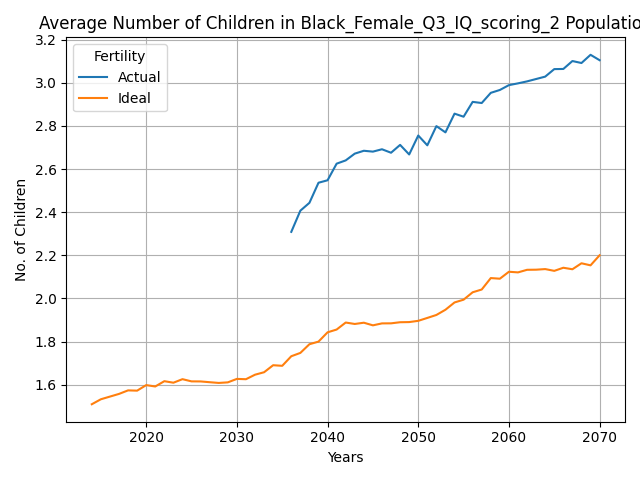 Average Number of Children in Black_Female_Q3_IQ_scoring_2 Populatio
3.2
3.0
2.8
2.6
2.4
2.2
2.0
1.8
1.6
No. of Children
Fertility
Actual
Ideal
2020 2030 2040 2050 2060 2070
Years